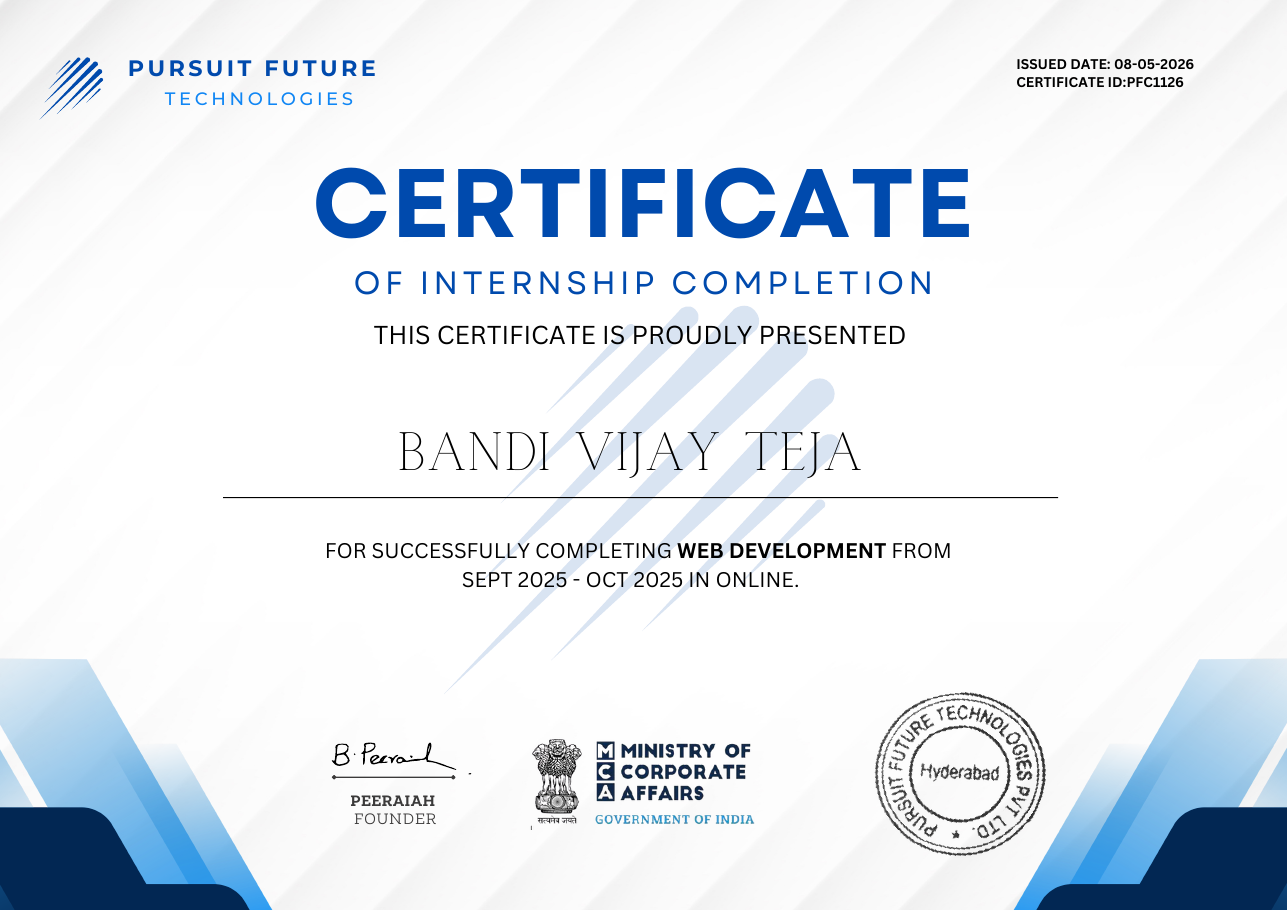 PURSUIT FUTURE
TECHNOLOGIES
ISSUED DATE: 08-05-2026
CERTIFICATE ID:PFC1126
CERTIFICATE
OF INTERNSHIP COMPLETION
THIS CERTIFICATE IS PROUDLY PRESENTED
BANDI VIJAY TEJA
FOR SUCCESSFULLY COMPLETING WEB DEVELOPMENT FROM
SEPT 2025 - OCT 2025 IN ONLINE.
B. Peeraiah
PEERAIAH
FOUNDER
सत्यमेव जयते
M MINISTRY OF
C CORPORATE
A AFFAIRS
GOVERNMENT OF INDIA
PURSUIT FUTURE TECHNOLOGIES PVT LTD. ★
Hyderabad